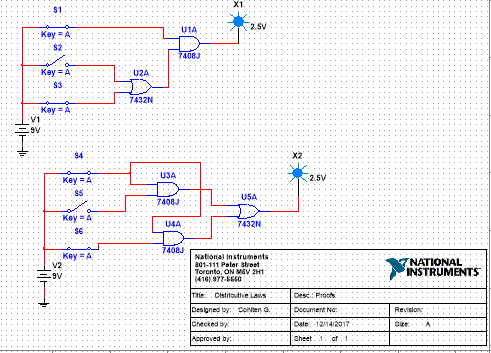 S1
Key = A
S2
Key = A
S3
Key = A
V1
9V
U1A
7408J
U2A
7432N
X1
2.5V
S4
Key = A
S5
Key = A
S6
Key = A
V2
9V
U3A
7408J
U4A
7408J
U5A
7432N
X2
2.5V
National Instruments
801-111 Peter Street
Toronto, ON M5V 2H1
(416) 977-5550
NATIONAL
INSTRUMENTS
Title: Distributive Laws
Desc.: Proofs
Designed by: Cohlten G.
Document No:
Revision:
Checked by:
Date: 12/14/2017
Size: A
Approved by:
Sheet 1 of 1